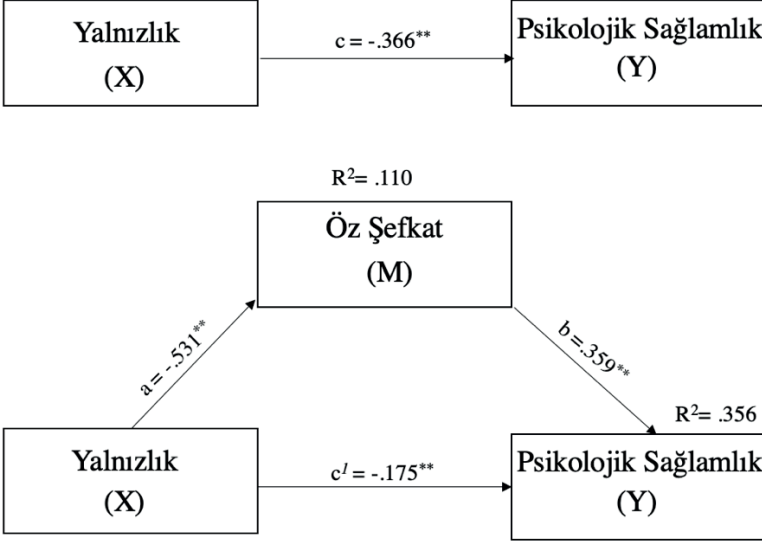 Yalnızlık
(X)
c = -.366**
Psikolojik Sağlamlık
(Y)
R²= .110
Öz Şefkat
(M)
a = -.531**
b =.359**
R²= .356
Yalnızlık
(X)
c¹ = -.175**
Psikolojik Sağlamlık
(Y)